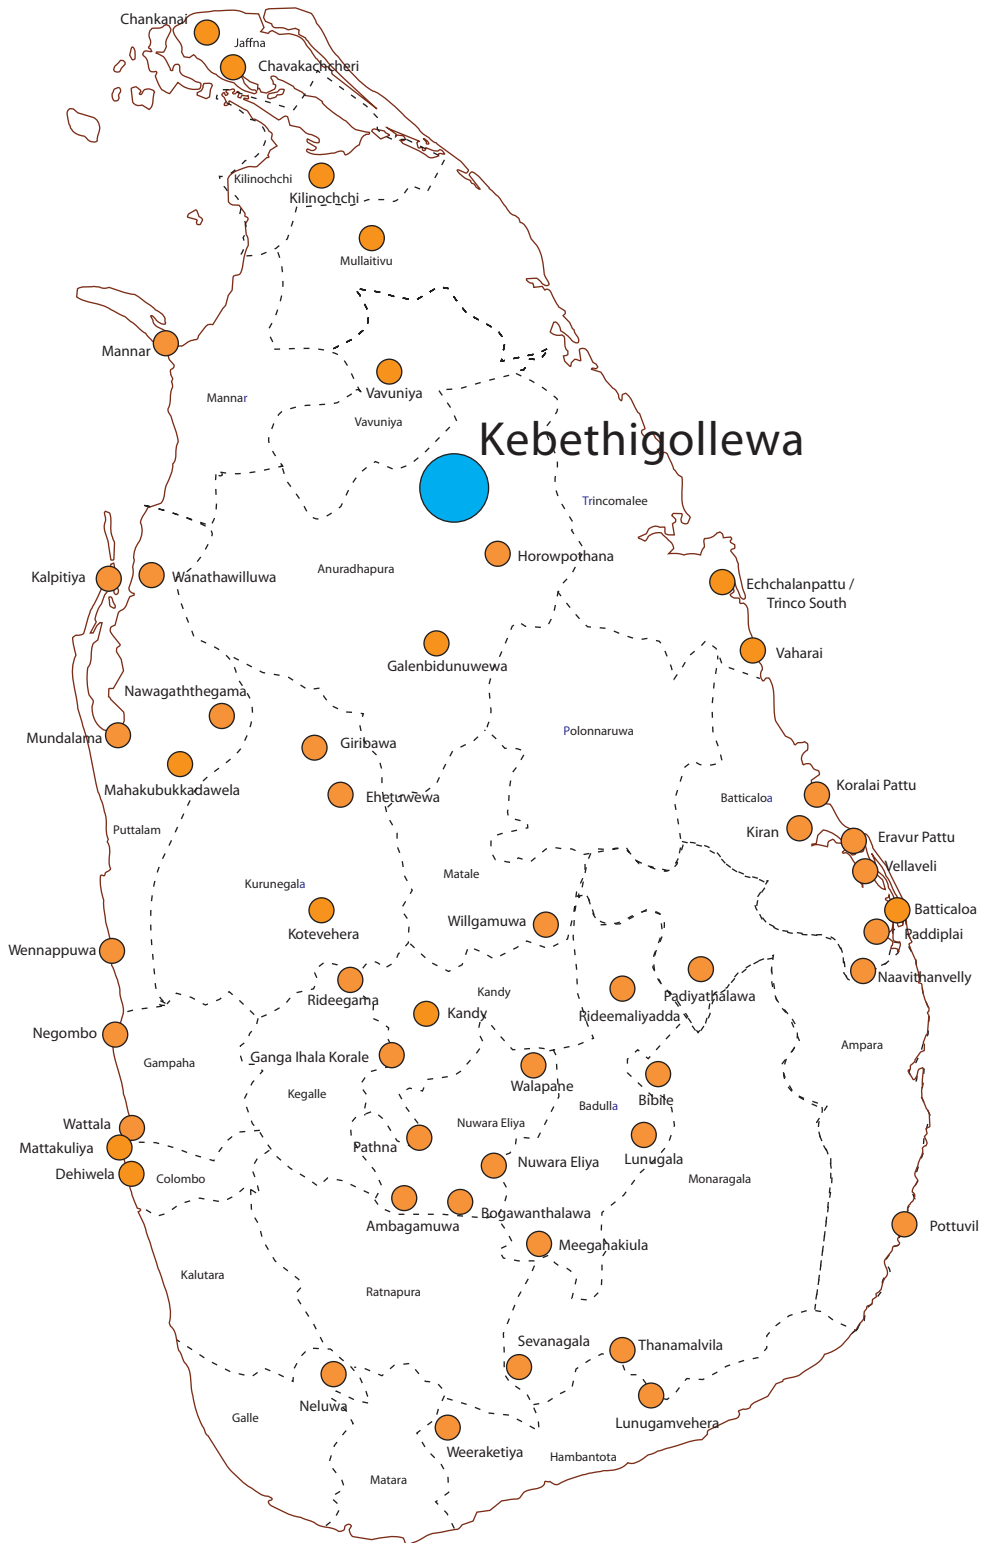 Chankanai
Jaffna
Chavakachcheri
Kilinochchi
Kilinochchi
Mullaitivu
Mannar
Vavuniya
Mannar
Vavuniya
Kebethigollewa
Trincomalee
Horowpothana
Anuradhapura
Kalpitiya
Wanathawilluwa
Echchalanpattu /
Trinco South
Vaharai
Galenbidunuwewa
Nawagaththegama
Mundalama
Giribawa
Polonnaruwa
Mahakubukkadawela
Ehetuwewa
Batticaloa
Koralai Pattu
Puttalam
Kiran
Eravur Pattu
Vellaveli
Matale
Kurunegala
Kotevehera
Willgamuwa
Batticaloa
Paddiplai
Wennappuwa
Naavithanvelly
Rideegama
Kandy
Padiyathalawa
Rideemaliyadda
Kandy
Negombo
Ampara
Gampaha
Ganga Ihala Korale
Walapane
Kegalle
Bibile
Badulla
Wattala
Nuwara Eliya
Mattakuliya
Pathna
Lunugala
Dehiwela
Colombo
Nuwara Eliya
Monaragala
Ambagamuwa
Bogawanthalawa
Pottuvil
Meeganakiula
Kalutara
Ratnapura
Sevanagala
Thanamalvila
Neluwa
Galle
Lunugamvehera
Weeraketiya
Hambantota
Matara